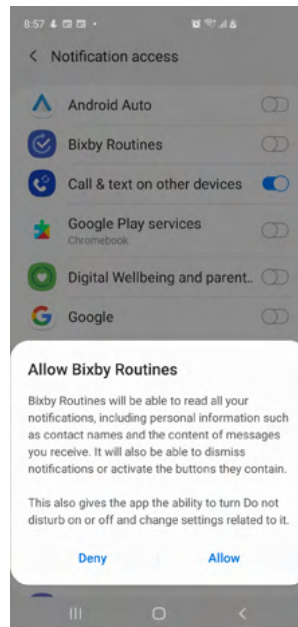 8:57
Notification access
Android Auto
Bixby Routines
Call & text on other devices
Google Play services
Chromebook
Digital Wellbeing and parent..
Google
Allow Bixby Routines
Bixby Routines will be able to read all your
notifications, including personal information such
as contact names and the content of messages
you receive. It will also be able to dismiss
notifications or activate the buttons they contain.
This also gives the app the ability to turn Do not
disturb on or off and change settings related to it.
Deny
Allow